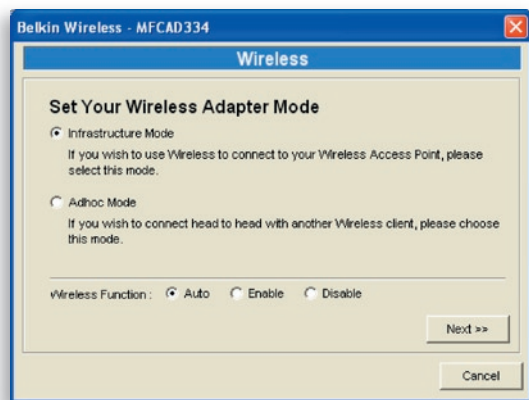 Belkin Wireless - MFCAD334
Wireless
Set Your Wireless Adapter Mode
Infrastructure Mode
If you wish to use Wireless to connect to your Wireless Access Point, please
select this mode.
Adhoc Mode
If you wish to connect head to head with another Wireless client, please choose
this mode.
Wireless Function : Auto Enable Disable
Next >>
Cancel